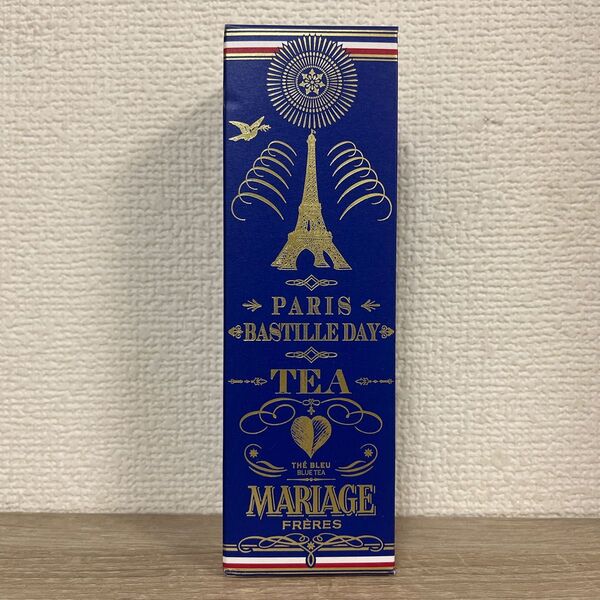 PARIS
BASTILLE DAY
TEA
THÉ BLEU
BLUE TEA
MARIAGE
FRÈRES